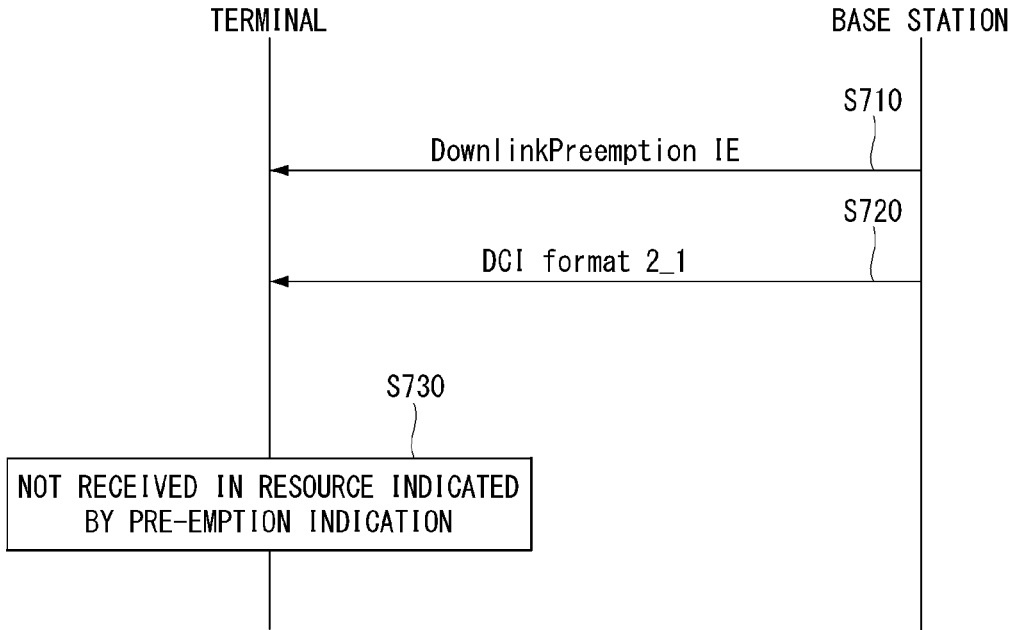 TERMINAL
BASE STATION
S710
DownlinkPreemption IE
S720
DCI format 2_1
S730
NOT RECEIVED IN RESOURCE INDICATED
BY PRE-EMPTION INDICATION